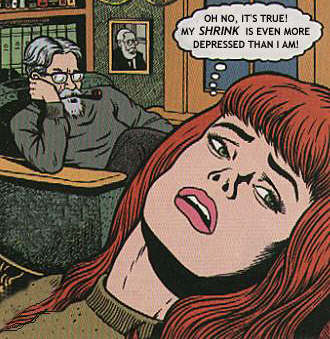 OH NO, IT'S TRUE!
MY SHRINK IS EVEN MORE
DEPRESSED THAN I AM!